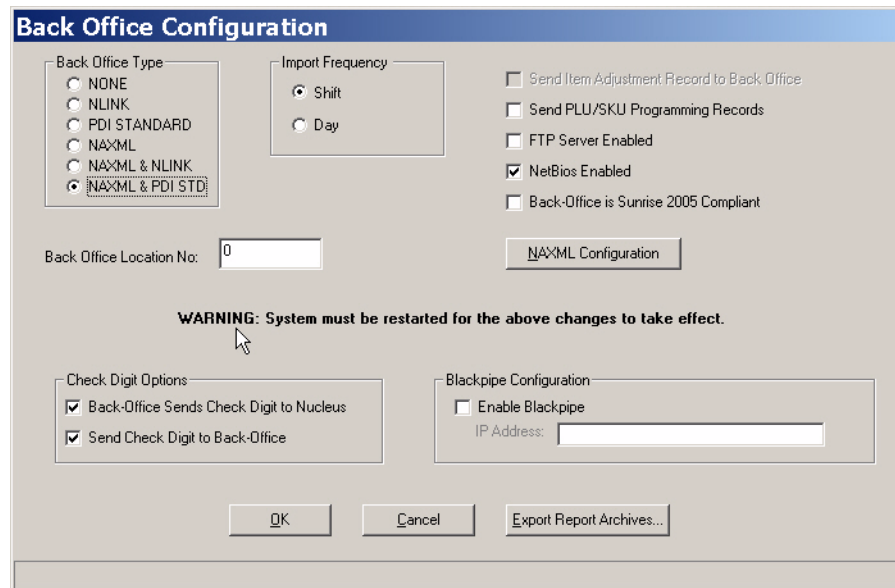 Back Office Configuration
Back Office Type
NONE
NLINK
PDI STANDARD
NAXML
NAXML & NLINK
NAXML & PDI STD
Import Frequency
Shift
Day
Send Item Adjustment Record to Back Office
Send PLU/SKU Programming Records
FTP Server Enabled
NetBios Enabled
Back-Office is Sunrise 2005 Compliant
Back Office Location No:
0
NAXML Configuration
WARNING: System must be restarted for the above changes to take effect.
Check Digit Options
Back-Office Sends Check Digit to Nucleus
Send Check Digit to Back-Office
Blackpipe Configuration
Enable Blackpipe
IP Address:
OK
Cancel
Export Report Archives...